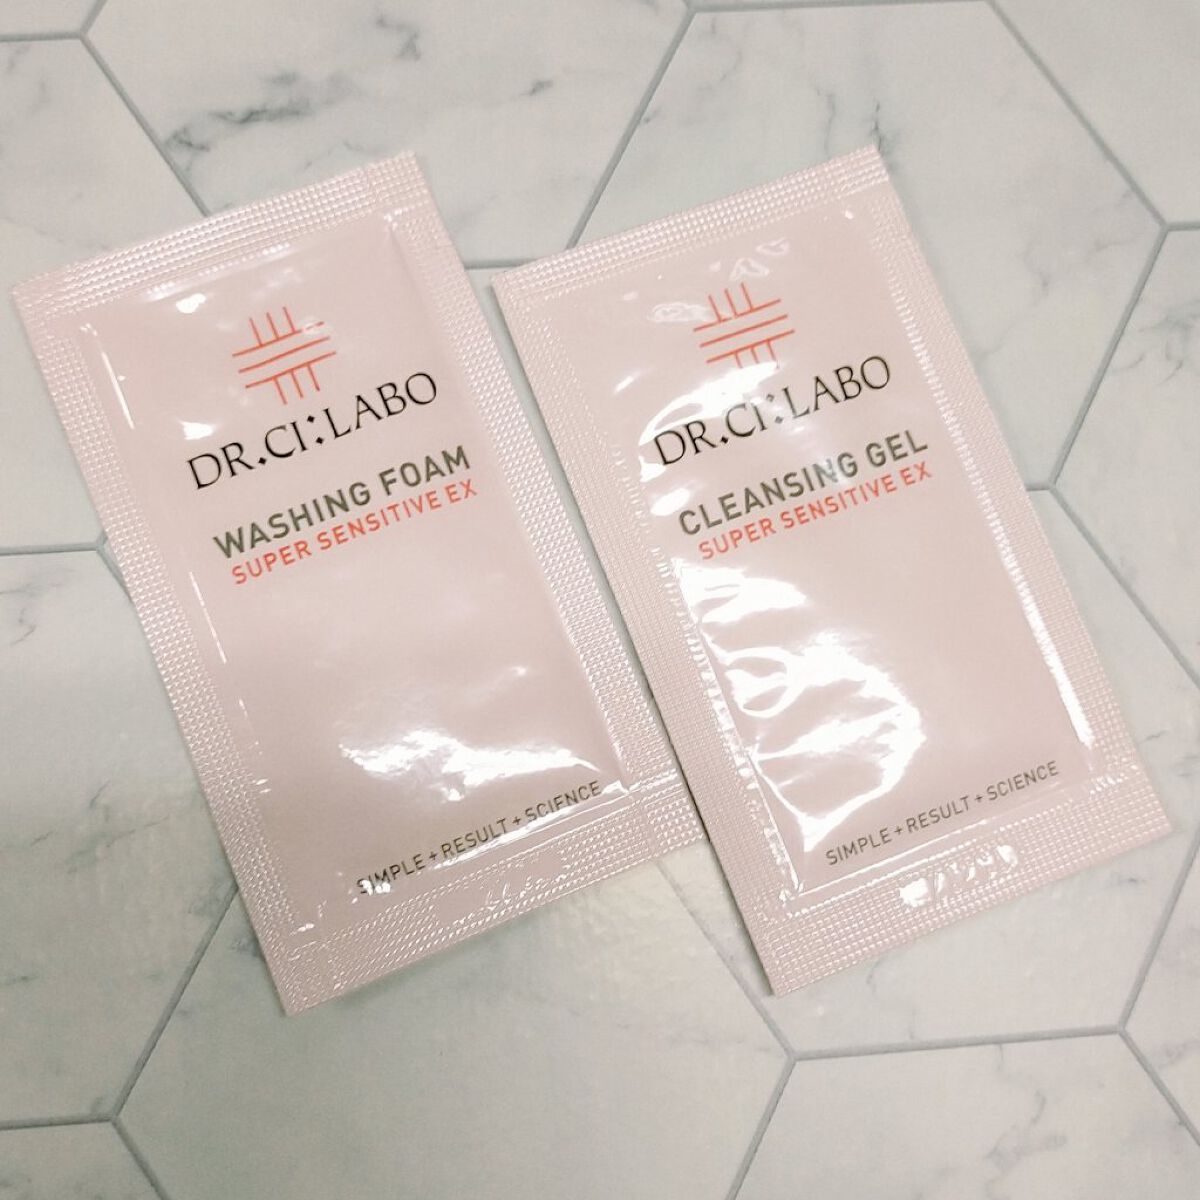 DR.CI:LABO
WASHING FOAM
SUPER SENSITIVE EX
SIMPLE + RESULT + SCIENCE
DR.CI:LABO
CLEANSING GEL
SUPER SENSITIVE EX
SIMPLE + RESULT + SCIENCE